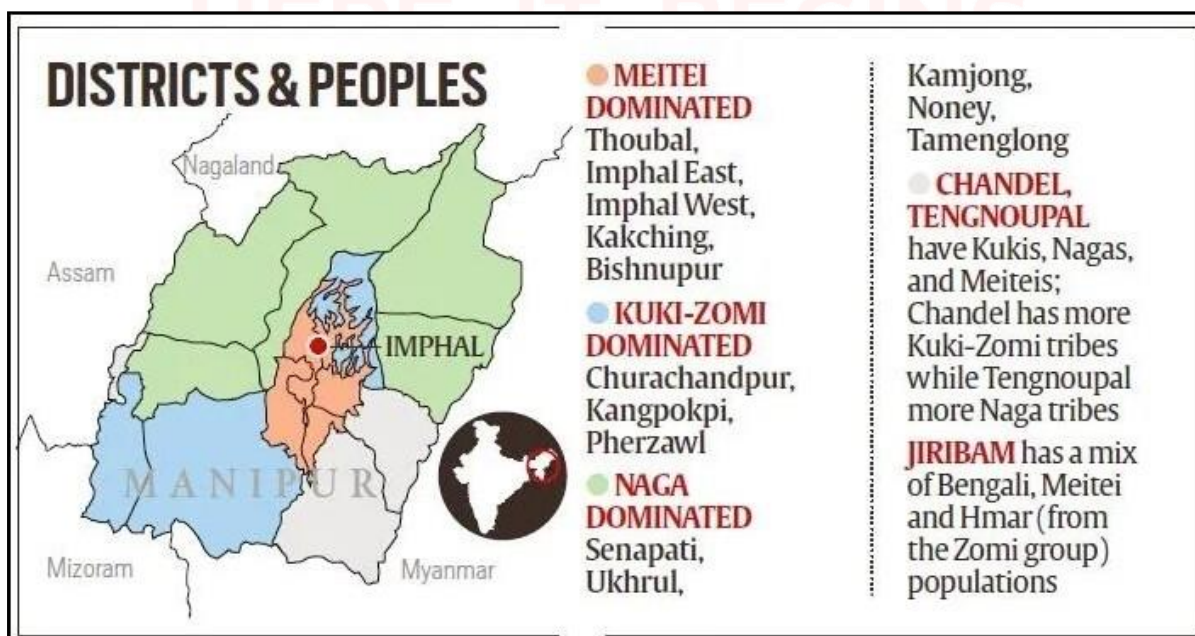 HERE IT BEGINS
DISTRICTS & PEOPLES
Nagaland
Assam
IMPHAL
MANIPUR
Mizoram
Myanmar
MEITEI
DOMINATED
Thoubal,
Imphal East,
Imphal West,
Kakching,
Bishnupur
KUKI-ZOMI
DOMINATED
Churachandpur,
Kangpokpi,
Pherzawl
NAGA
DOMINATED
Senapati,
Ukhrul,
Kamjong,
Noney,
Tamenglong
CHANDEL,
TENGNOUPAL
have Kukis, Nagas,
and Meiteis;
Chandel has more
Kuki-Zomi tribes
while Tengnoupal
more Naga tribes
JIRIBAM has a mix
of Bengali, Meitei
and Hmar (from
the Zomi group)
populations